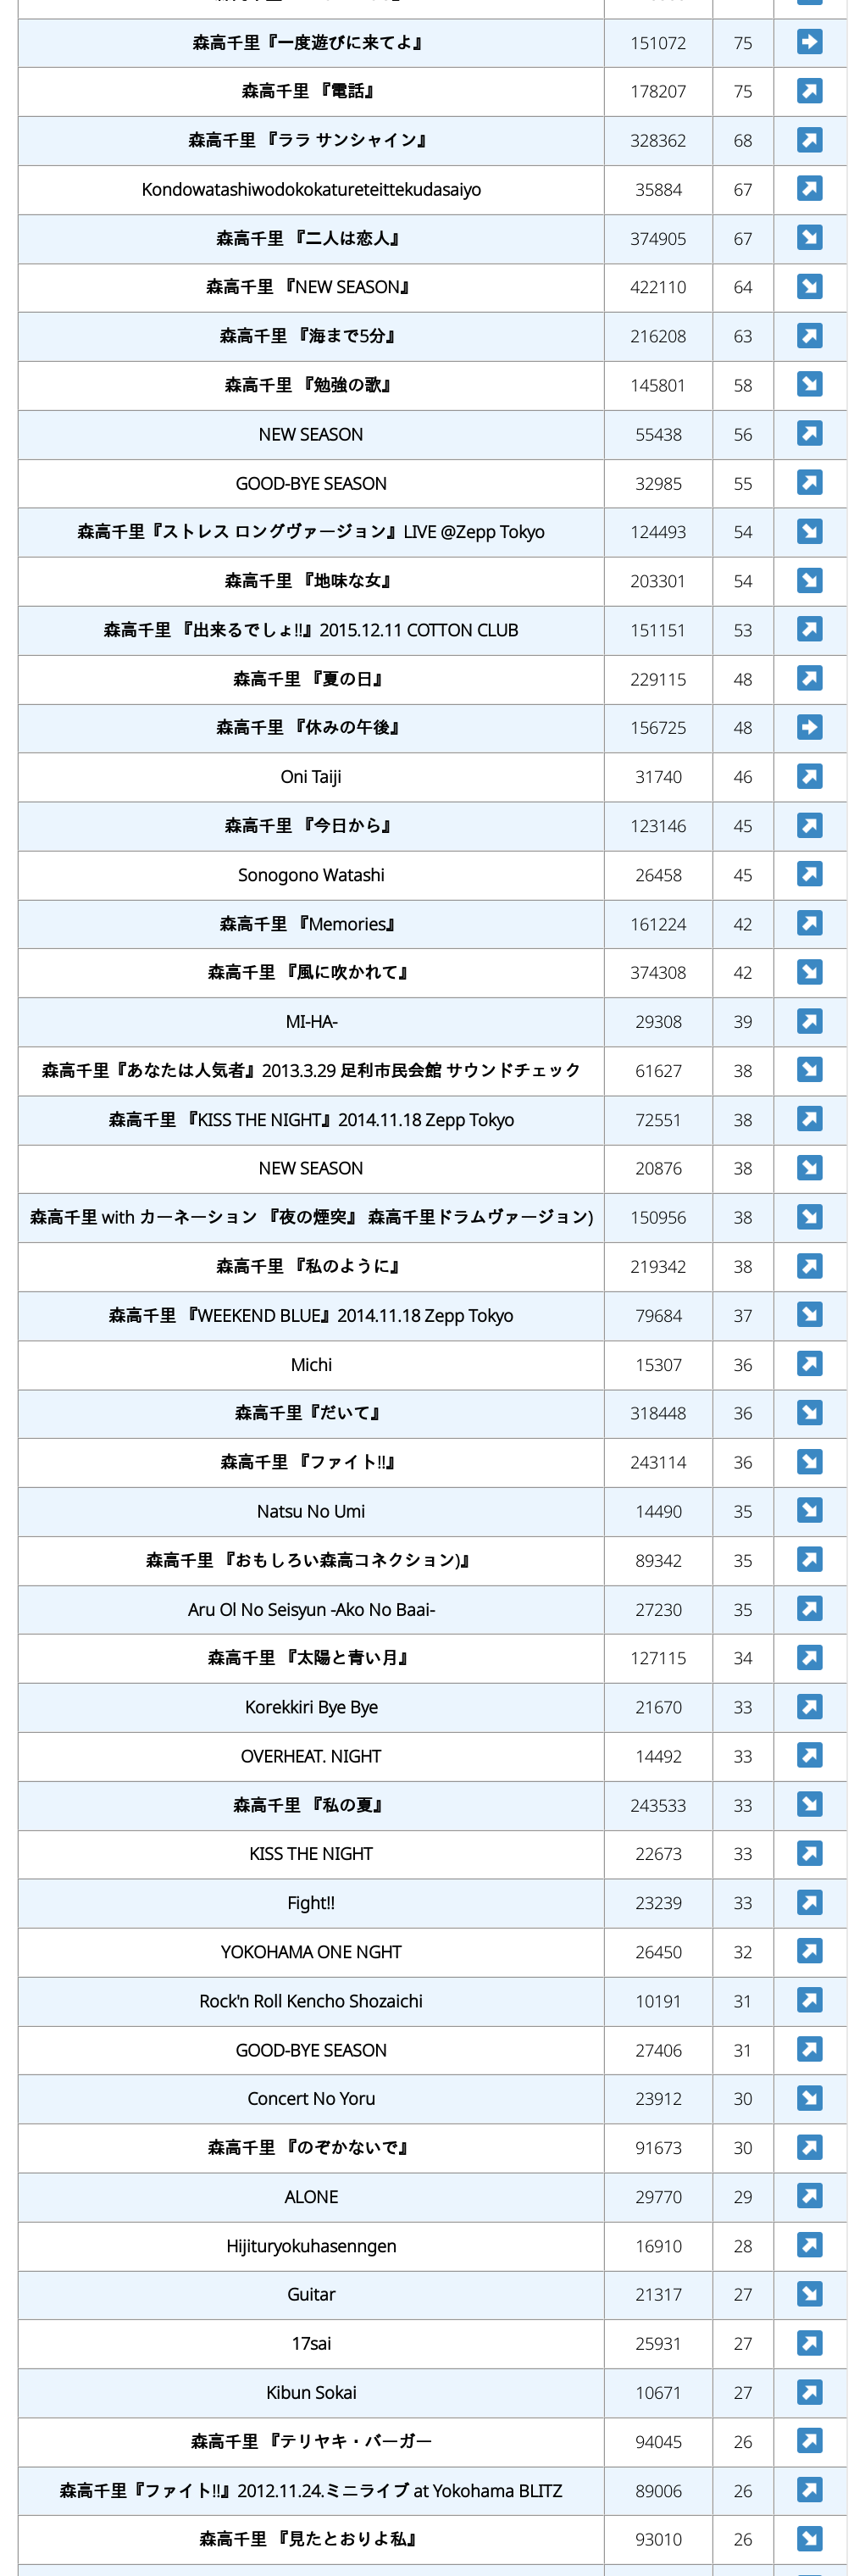 森高千里『一度遊びに来てよ』 151072 75
森高千里 『電話』 178207 75
森高千里 『ララ サンシャイン』 328362 68
Kondowatashiwodokokatureteittekudasaiyo 35884 67
森高千里 『二人は恋人』 374905 67
森高千里 『NEW SEASON』 422110 64
森高千里 『海まで5分』 216208 63
森高千里 『勉強の歌』 145801 58
NEW SEASON 55438 56
GOOD-BYE SEASON 32985 55
森高千里『ストレス ロングヴァージョン』LIVE @Zepp Tokyo 124493 54
森高千里 『地味な女』 203301 54
森高千里 『出来るでしょ!!』2015.12.11 COTTON CLUB 151151 53
森高千里 『夏の日』 229115 48
森高千里 『休みの午後』 156725 48
Oni Taiji 31740 46
森高千里 『今日から』 123146 45
Sonogono Watashi 26458 45
森高千里 『Memories』 161224 42
森高千里 『風に吹かれて』 374308 42
MI-HA- 29308 39
森高千里『あなたは人気者』2013.3.29 足利市民会館 サウンドチェック 61627 38
森高千里 『KISS THE NIGHT』2014.11.18 Zepp Tokyo 72551 38
NEW SEASON 20876 38
森高千里 with カーネーション 『夜の煙突』 森高千里ドラムヴァージョン) 150956 38
森高千里 『私のように』 219342 38
森高千里 『WEEKEND BLUE』2014.11.18 Zepp Tokyo 79684 37
Michi 15307 36
森高千里『だいて』 318448 36
森高千里 『ファイト!!』 243114 36
Natsu No Umi 14490 35
森高千里 『おもしろい森高コネクション)』 89342 35
Aru Ol No Seisyun -Ako No Baai- 27230 35
森高千里 『太陽と青い月』 127115 34
Korekkiri Bye Bye 21670 33
OVERHEAT. NIGHT 14492 33
森高千里 『私の夏』 243533 33
KISS THE NIGHT 22673 33
Fight!! 23239 33
YOKOHAMA ONE NGHT 26450 32
Rock'n Roll Kencho Shozaichi 10191 31
GOOD-BYE SEASON 27406 31
Concert No Yoru 23912 30
森高千里 『のぞかないで』 91673 30
ALONE 29770 29
Hijituryokuhasenngen 16910 28
Guitar 21317 27
17sai 25931 27
Kibun Sokai 10671 27
森高千里 『テリヤキ・バーガー 94045 26
森高千里『ファイト!!』2012.11.24.ミニライブ at Yokohama BLITZ 89006 26
森高千里 『見たとおりよ私』 93010 26